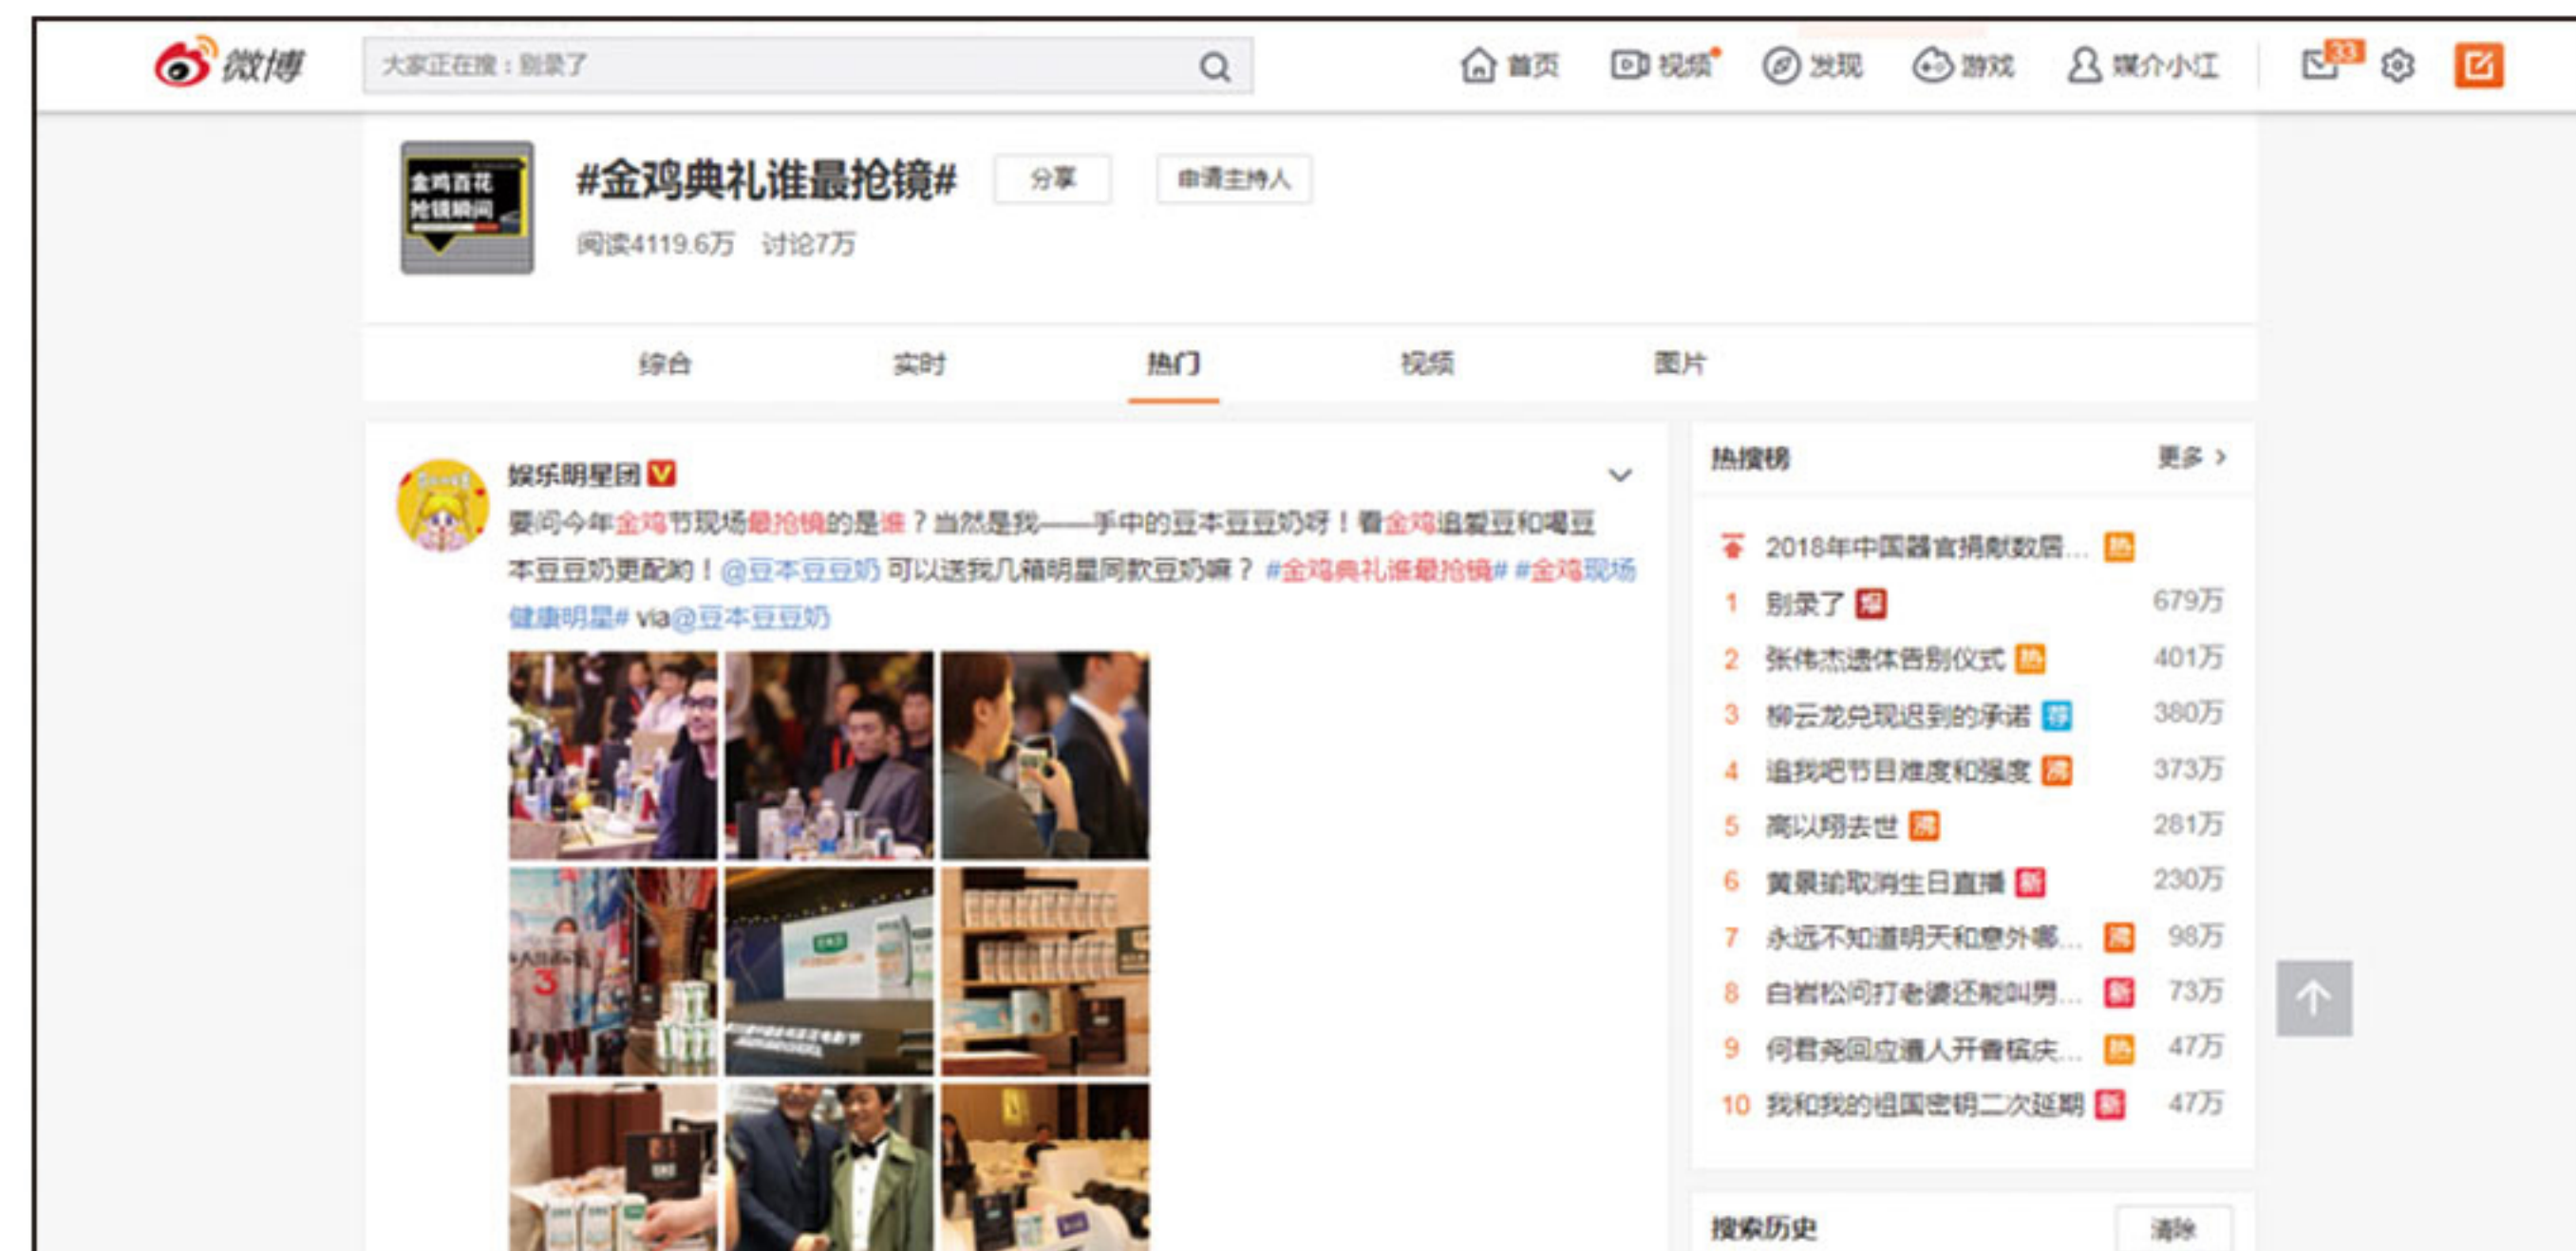 微博
大家正在搜：别录了
首页 视频 发现 游戏 媒介小江 33
金鸡百花
抢镜瞬间
#金鸡典礼谁最抢镜# 分享 申请主持人
阅读4119.6万 讨论7万
综合 实时 热门 视频 图片
娱乐明星团 V
要问今年金鸡节现场最抢镜的是谁？当然是我——手中的豆本豆豆奶呀！看金鸡追爱豆和喝豆
本豆豆奶更配哟！@豆本豆豆奶 可以送我几箱明星同款豆奶嘛？ #金鸡典礼谁最抢镜# #金鸡现场
健康明星# via@豆本豆豆奶
3
热搜榜 更多 >
2018年中国器官捐献数居... 热
1 别录了 爆 679万
2 张伟杰遗体告别仪式 热 401万
3 柳云龙兑现迟到的承诺 荐 380万
4 追我吧节目难度和强度 沸 373万
5 高以翔去世 沸 281万
6 黄景瑜取消生日直播 新 230万
7 永远不知道明天和意外哪... 沸 98万
8 白岩松问打老婆还能叫男... 新 73万
9 何君尧回应遭人开香槟庆... 热 47万
10 我和我的祖国密钥二次延期 新 47万
搜索历史 清除